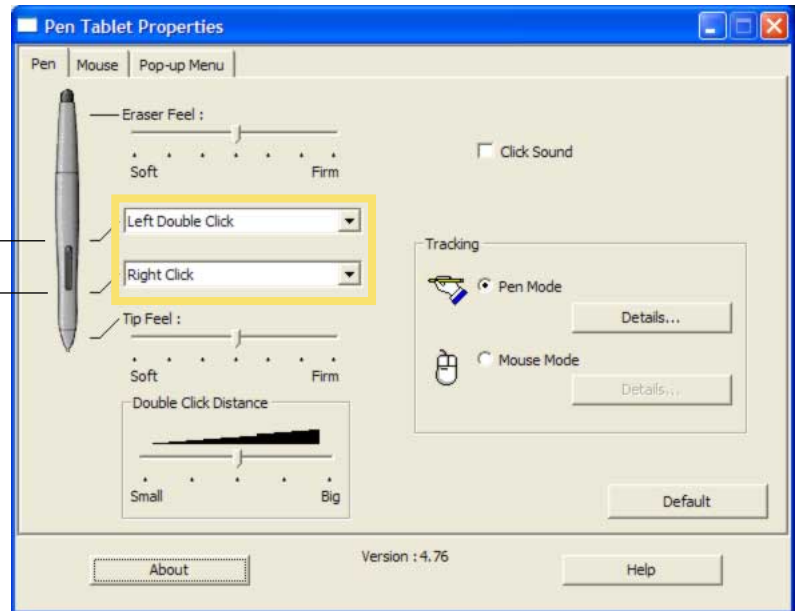 Pen Tablet Properties
Pen Mouse Pop-up Menu
Eraser Feel :
Soft Firm
Click Sound
Left Double Click
Right Click
Tip Feel :
Soft Firm
Double Click Distance
Small Big
Tracking
Pen Mode
Details...
Mouse Mode
Details...
Default
About
Version : 4.76
Help